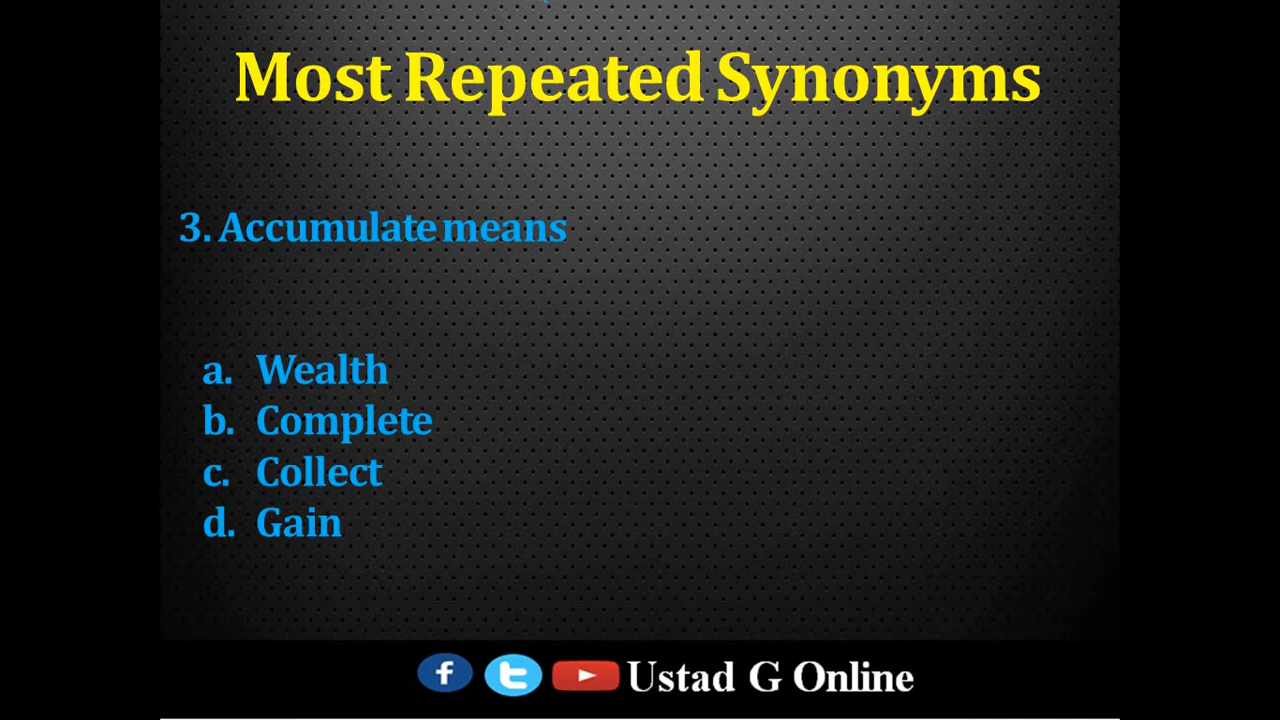 Most Repeated Synonyms
3. Accumulate means
a. Wealth
b. Complete
c. Collect
d. Gain
f
Ustad G Online